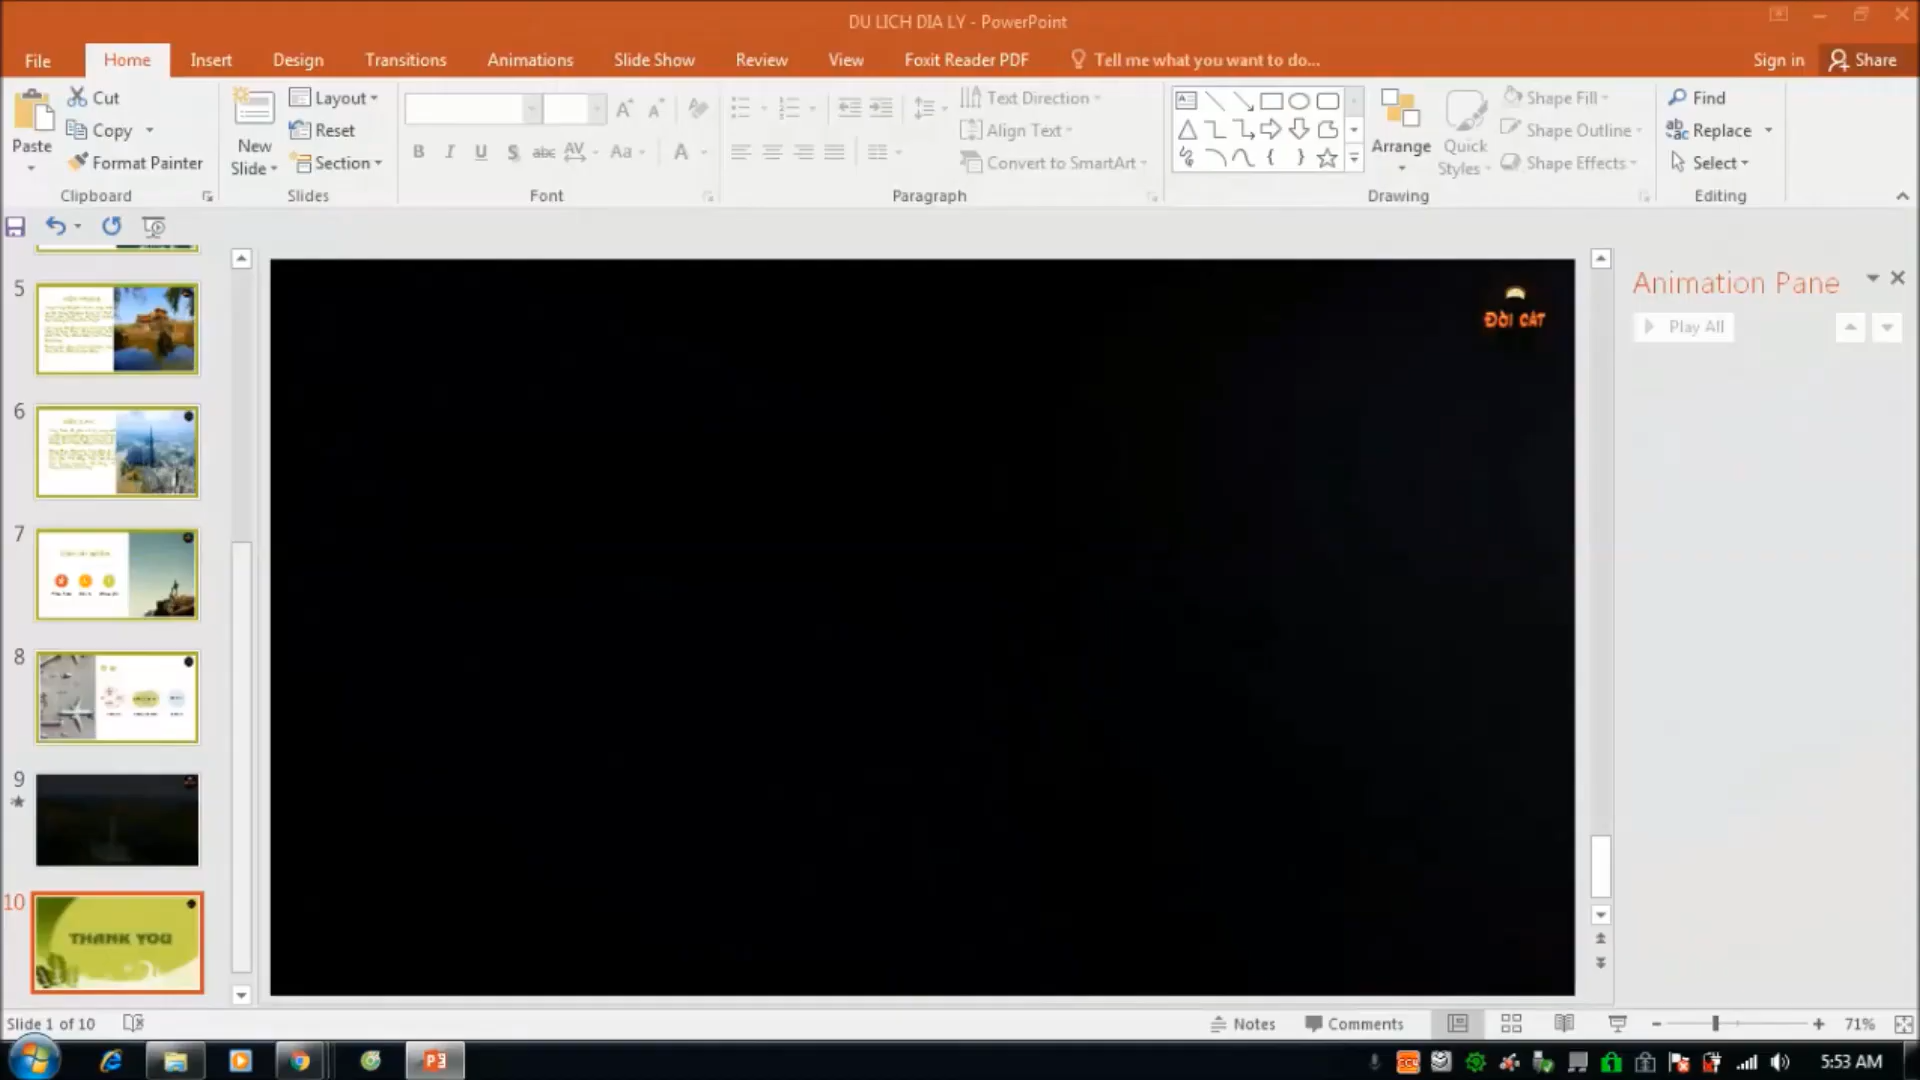 DU LICH DIA LY - PowerPoint
File
Home
Insert
Design
Transitions
Animations
Slide Show
Review
View
Foxit Reader PDF
Tell me what you want to do...
Sign in
Share
Paste
Cut
Copy
Format Painter
Clipboard
New
Slide
Layout
Reset
Section
Slides
Font
Text Direction
Align Text
Convert to SmartArt
Paragraph
Arrange
Quick
Styles
Shape Fill
Shape Outline
Shape Effects
Drawing
Find
Replace
Select
Editing
5
6
7
8
9
10
THANK YOU
ĐỒI CÁT
Animation Pane
Play All
Slide 1 of 10
Notes
Comments
71%
5:53 AM